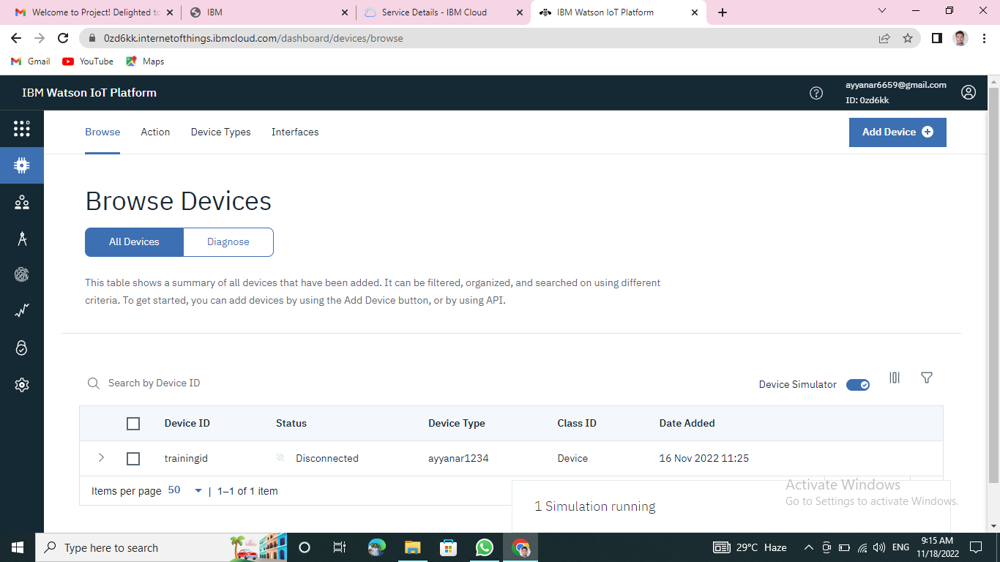 Welcome to Project! Delighted to
IBM
Service Details - IBM Cloud
IBM Watson IoT Platform
0zd6kk.internetofthings.ibmcloud.com/dashboard/devices/browse
Gmail
YouTube
Maps
IBM Watson IoT Platform
ayyanar6659@gmail.com
ID: 0zd6kk
Browse
Action
Device Types
Interfaces
Add Device
Browse Devices
All Devices
Diagnose
This table shows a summary of all devices that have been added. It can be filtered, organized, and searched on using different
criteria. To get started, you can add devices by using the Add Device button, or by using API.
Search by Device ID
Device Simulator
Device ID Status Device Type Class ID Date Added
trainingid Disconnected ayyanar1234 Device 16 Nov 2022 11:25
Items per page 50 | 1–1 of 1 item
1 Simulation running
Activate Windows
Go to Settings to activate Windows.
Type here to search
29°C Haze
ENG
9:15 AM
11/18/2022